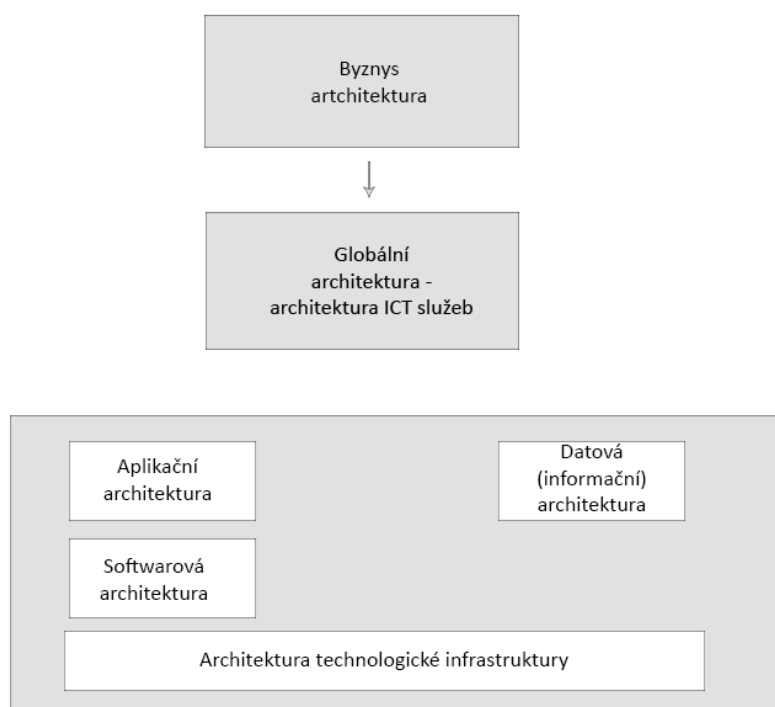 Byznys
artchitektura
Globální
architektura -
architektura ICT služeb
Aplikační
architektura
Datová
(informační)
architektura
Softwarová
architektura
Architektura technologické infrastruktury